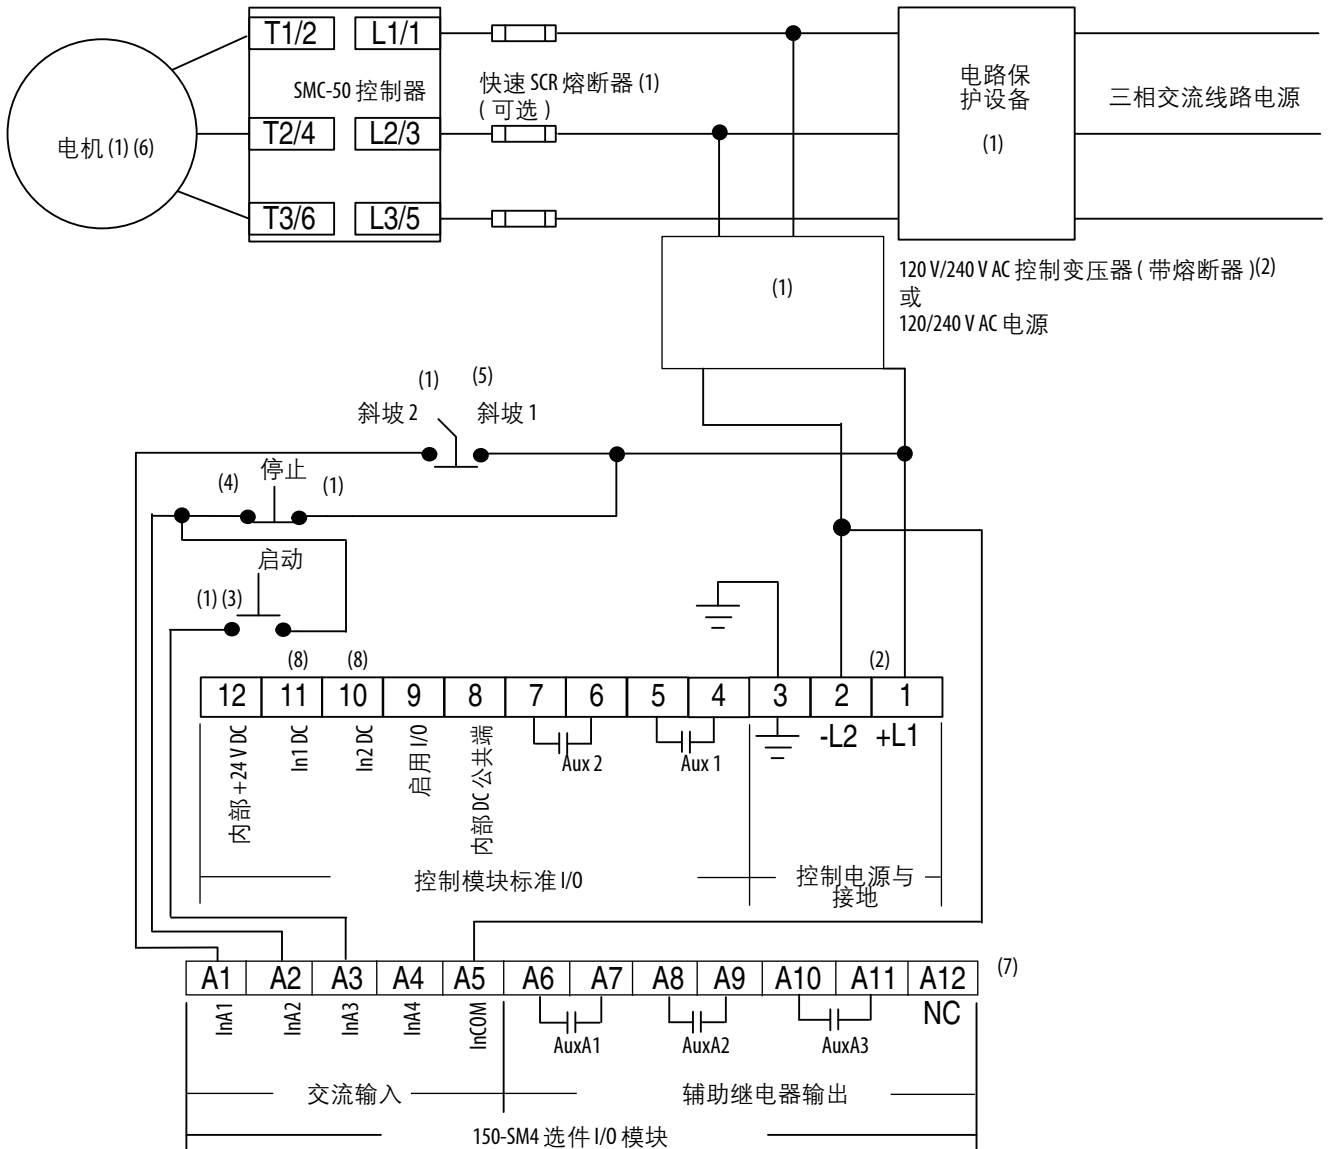 T1/2 L1/1
SMC-50 控制器
T2/4 L2/3
T3/6 L3/5
电机 (1) (6)
快速 SCR 熔断器 (1)
( 可选 )
电路保
护设备
(1)
三相交流线路电源
(1)
120 V/240 V AC 控制变压器 ( 带熔断器 )(2)
或
120/240 V AC 电源
(1) (5)
斜坡 2 斜坡 1
停止
(4) (1)
启动
(1) (3)
(8) (8) (2)
12 11 10 9 8 7 6 5 4 3 2 1
内部 +24 V DC
In1 DC
In2 DC
启用 I/O
内部 DC 公共端
Aux 2
Aux 1
-L2 +L1
控制模块标准 I/O
控制电源与
接地
A1 A2 A3 A4 A5 A6 A7 A8 A9 A10 A11 A12
(7)
InA1
InA2
InA3
InA4
InCOM
AuxA1
AuxA2
AuxA3
NC
交流输入
辅助继电器输出
150-SM4 选件 I/O 模块